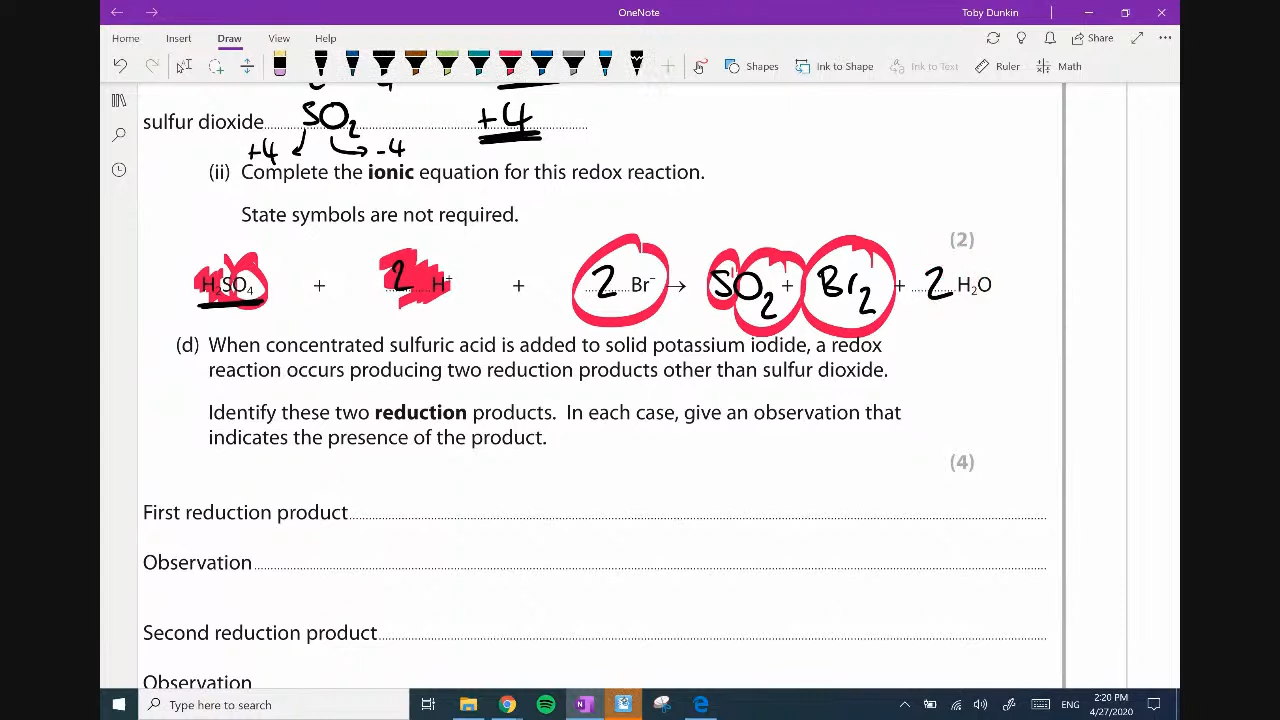 OneNote
Toby Dunkin
Home Insert Draw View Help
Share
Shapes Ink to Shape Ink to Text Ruler Math
sulfur dioxide SO2 +4
+4 -4
(ii) Complete the ionic equation for this redox reaction.
State symbols are not required.
(2)
H₂SO₄ + 2 H⁺ + 2 Br⁻ → SO2 + Br2 + 2 H₂O
(d) When concentrated sulfuric acid is added to solid potassium iodide, a redox
reaction occurs producing two reduction products other than sulfur dioxide.
Identify these two reduction products. In each case, give an observation that
indicates the presence of the product.
(4)
First reduction product
Observation
Second reduction product
Observation
Type here to search
ENG
2:20 PM
4/27/2020